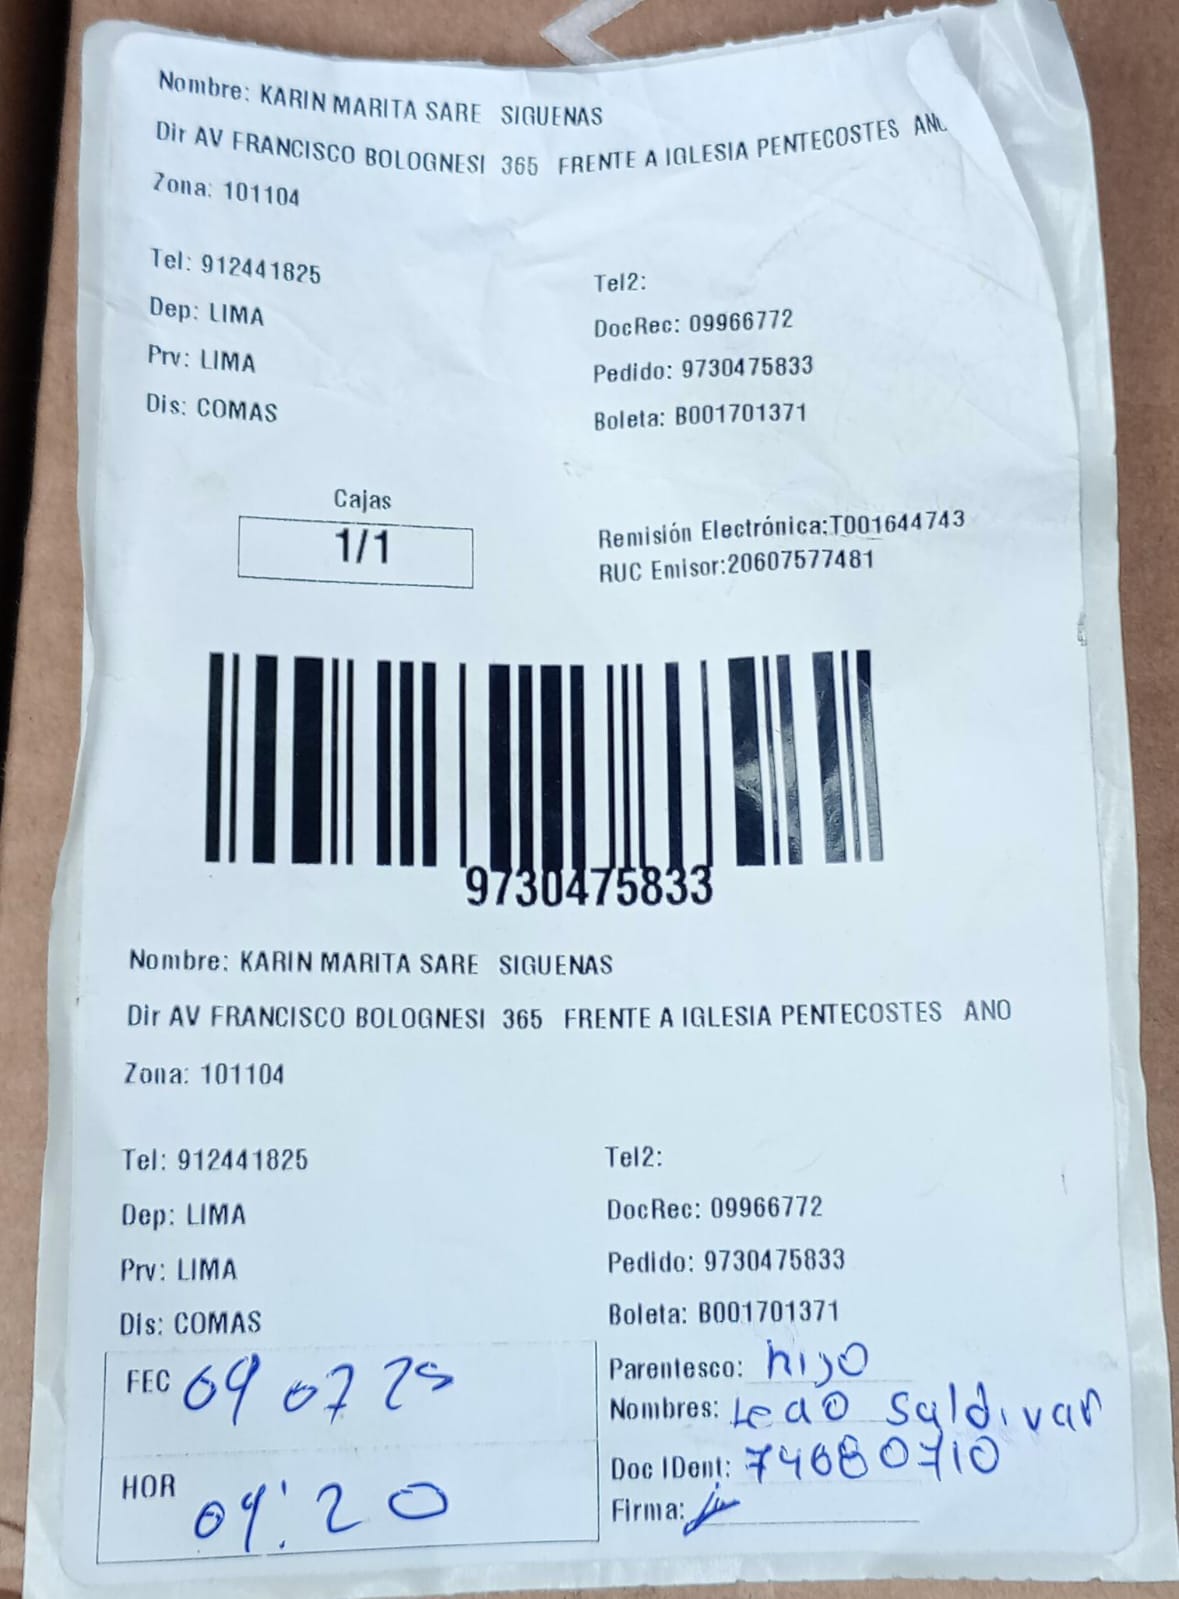 Nombre: KARIN MARITA SARE SIGUENAS
Dir AV FRANCISCO BOLOGNESI 365 FRENTE A IGLESIA PENTECOSTES
Zona: 101104
Tel: 912441825
Tel2:
Dep: LIMA
DocRec: 09966772
Prv: LIMA
Pedido: 9730475833
Dis: COMAS
Boleta: B001701371
Cajas
1/1
Remisión Electrónica:T001644743
RUC Emisor:20607577481
9730475833
Nombre: KARIN MARITA SARE SIGUENAS
Dir AV FRANCISCO BOLOGNESI 365 FRENTE A IGLESIA PENTECOSTES ANO
Zona: 101104
Tel: 912441825
Tel2:
Dep: LIMA
DocRec: 09966772
Prv: LIMA
Pedido: 9730475833
Dis: COMAS
Boleta: B001701371
FEC 09 07 25
Parentesco: hijo
Nombres: Leao Saldivar
Doc IDent: 74680710
HOR 09:20
Firma: